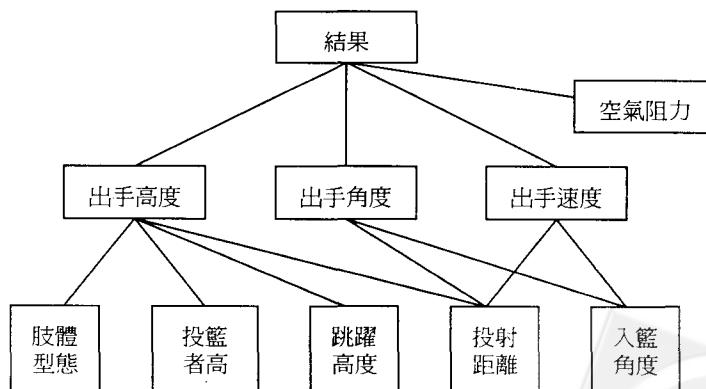 結果
空氣阻力
出手高度
出手角度
出手速度
肢體
型態
投籃
者高
跳躍
高度
投射
距離
入籃
角度